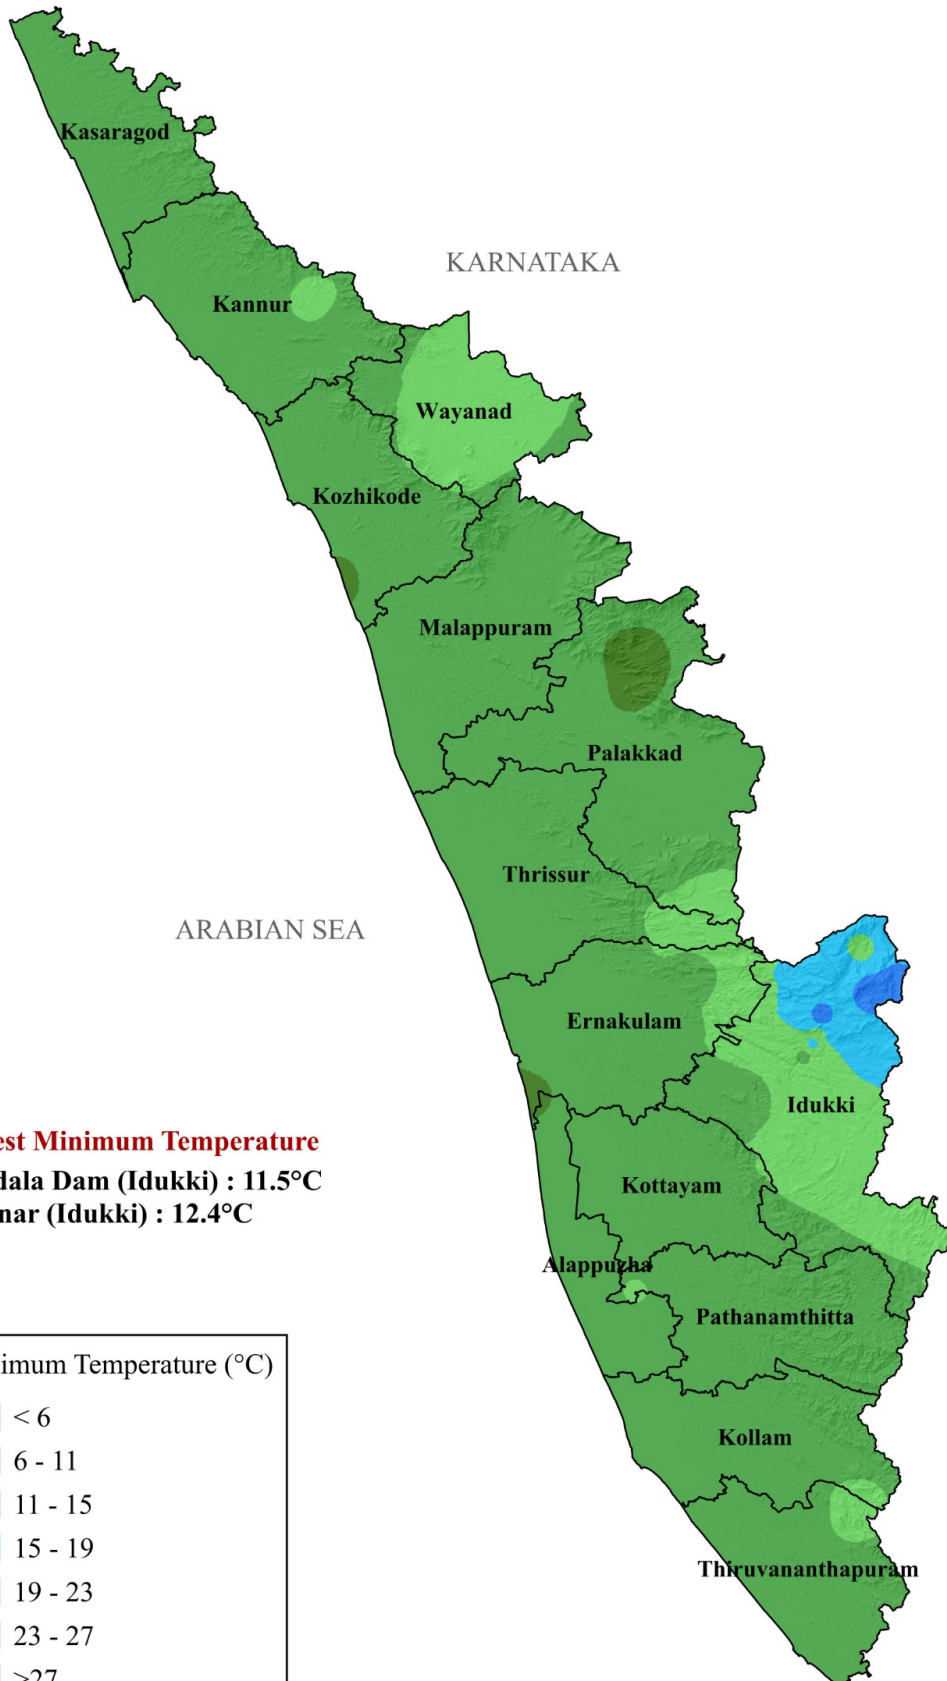 Kasaragod
KARNATAKA
Kannur
Wayanad
Kozhikode
Malappuram
Palakkad
Thrissur
ARABIAN SEA
Ernakulam
Idukki
est Minimum Temperature
dala Dam (Idukki) : 11.5°C
nar (Idukki) : 12.4°C
Kottayam
Alappuzha
Pathanamthitta
imum Temperature (°C)
< 6
6 - 11
11 - 15
15 - 19
19 - 23
23 - 27
>27
Kollam
Thiruvananthapuram